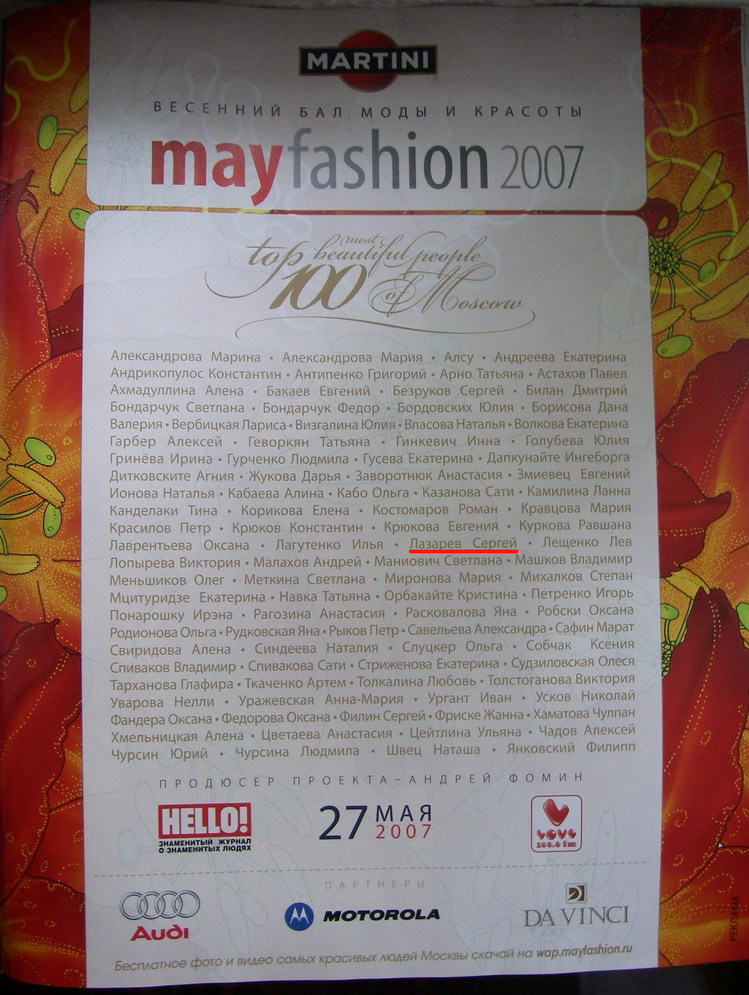 MARTINI
ВЕСЕННИЙ БАЛ МОДЫ И КРАСОТЫ
mayfashion 2007
most
top beautiful people
100 of Moscow
Александрова Марина • Александрова Мария • Алсу • Андреева Екатерина
Андрикопулос Константин • Антипенко Григорий • Арно Татьяна • Астахов Павел
Ахмадуллина Алена • Бакаев Евгений • Безруков Сергей • Билан Дмитрий
Бондарчук Светлана • Бондарчук Федор • Бордовских Юлия • Борисова Дана
Валерия • Вербицкая Лариса • Визгалина Юлия • Власова Наталья • Волкова Екатерина
Гарбер Алексей • Геворкян Татьяна • Гинкевич Инна • Голубева Юлия
Гринёва Ирина • Гурченко Людмила • Гусева Екатерина • Дапкунайте Ингеборга
Дитковските Агния • Жукова Дарья • Заворотнюк Анастасия • Змиевец Евгений
Ионова Наталья • Кабаева Алина • Кабо Ольга • Казанова Сати • Камилина Ланна
Канделаки Тина • Корикова Елена • Костомаров Роман • Кравцова Мария
Красилов Петр • Крюков Константин • Крюкова Евгения • Куркова Равшана
Лаврентьева Оксана • Лагутенко Илья • Лазарев Сергей • Лещенко Лев
Лопырева Виктория • Малахов Андрей • Маниович Светлана • Машков Владимир
Меньшиков Олег • Меткина Светлана • Миронова Мария • Михалков Степан
Мцитуридзе Екатерина • Навка Татьяна • Орбакайте Кристина • Петренко Игорь
Понарошку Ирэна • Рагозина Анастасия • Расковалова Яна • Робски Оксана
Родионова Ольга • Рудковская Яна • Рыков Петр • Савельева Александра • Сафин Марат
Свиридова Алена • Синдеева Наталия • Слуцкер Ольга • Собчак Ксения
Спиваков Владимир • Спивакова Сати • Стриженова Екатерина • Судзиловская Олеся
Тарханова Глафира • Ткаченко Артем • Толкалина Любовь • Толстоганова Виктория
Уварова Нелли • Уражевская Анна-Мария • Ургант Иван • Усков Николай
Фандера Оксана • Федорова Оксана • Филин Сергей • Фриске Жанна • Хаматова Чулпан
Хмельницкая Алена • Цветаева Анастасия • Цейтлина Ульяна • Чадов Алексей
Чурсин Юрий • Чурсина Людмила • Швец Наташа • Янковский Филипп
ПРОДЮСЕР ПРОЕКТА – АНДРЕЙ ФОМИН
HELLO!
ЗНАМЕНИТЫЙ ЖУРНАЛ
О ЗНАМЕНИТЫХ ЛЮДЯХ
27 МАЯ
2007
LOVE
106.6 fm
ПАРТНЕРЫ
Audi
MOTOROLA
DA VINCI
Бесплатное фото и видео самых красивых людей Москвы скачай на wap.mayfashion.ru
РЕКЛАМА